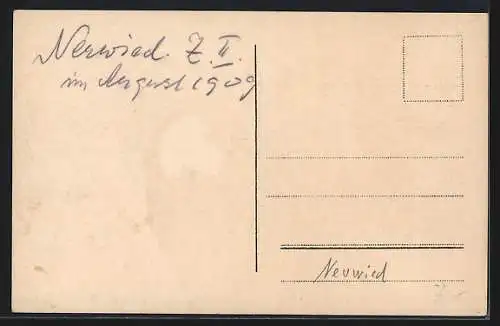 Neuwied. Z. II.
im August 1909
Neuwied